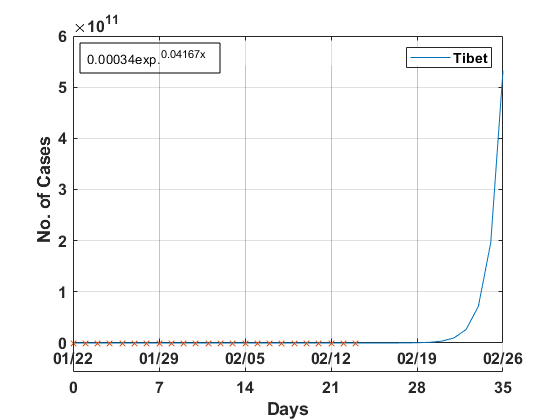 ×10^11
6
0.00034exp.^0.04167x
Tibet
5
4
3
2
1
0
No. of Cases
01/22 01/29 02/05 02/12 02/19 02/26
0 7 14 21 28 35
Days